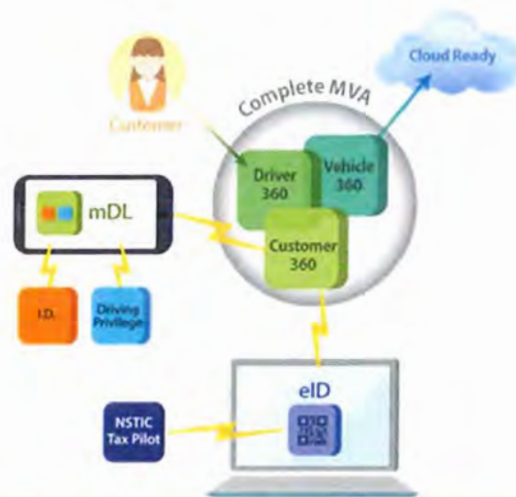 Cloud Ready
Customer
Complete MVA
Driver
360
Vehicle
360
Customer
360
mDL
I.D.
Driving
Privilege
eID
NSTIC
Tax Pilot